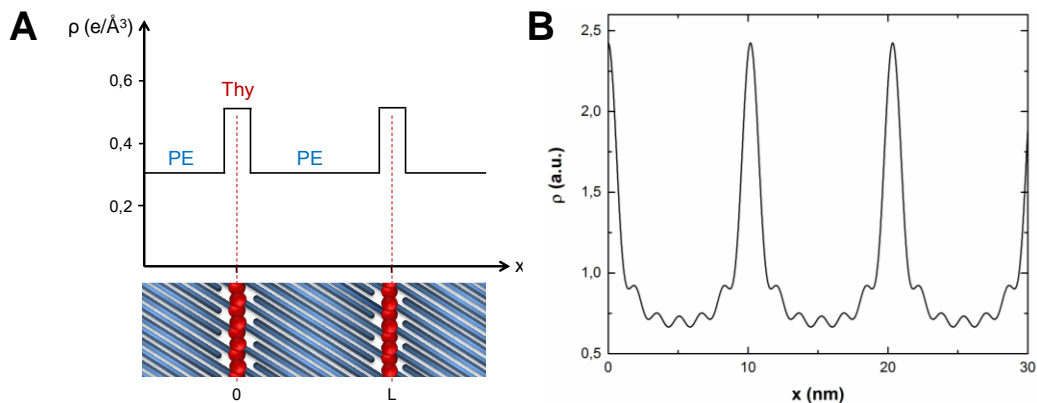 A
ρ (e/Å³)
0,6
0,4
0,2
Thy
PE
PE
x
0
L
B
ρ (a.u.)
2,5
2,0
1,5
1,0
0,5
0
10
20
30
x (nm)